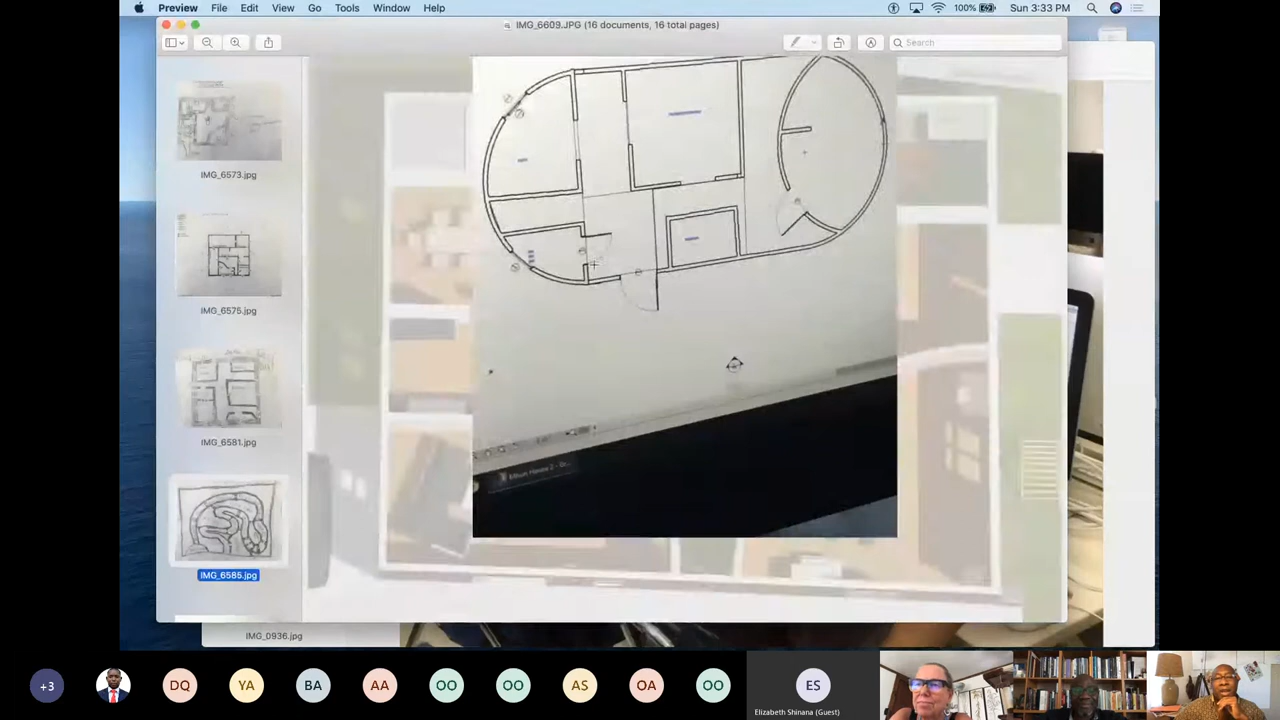 Preview File Edit View Go Tools Window Help
100% Sun 3:33 PM
IMG_6609.JPG (16 documents, 16 total pages)
Search
IMG_6573.jpg
IMG_6575.jpg
IMG_6581.jpg
IMG_6585.jpg
IMG_0936.jpg
+3 DQ YA BA AA OO OO AS OA OO ES
Elizabeth Shinana (Guest)